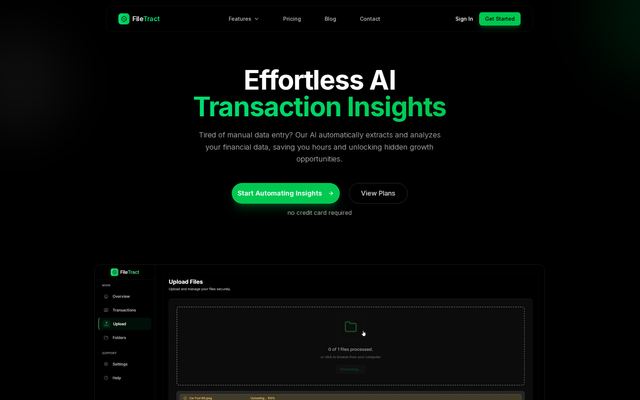 FileTract
Features
Pricing
Blog
Contact
Sign In
Get Started
Effortless AI
Transaction Insights
Tired of manual data entry? Our AI automatically extracts and analyzes
your financial data, saving you hours and unlocking hidden growth
opportunities.
Start Automating Insights →
View Plans
no credit card required
FileTract
Overview
Transactions
Upload
Folders
SUPPORT
Settings
Help
Upload Files
Upload and manage your files securely.
0 of 1 files processed.
or click to browse from your computer
Uploading... 100%